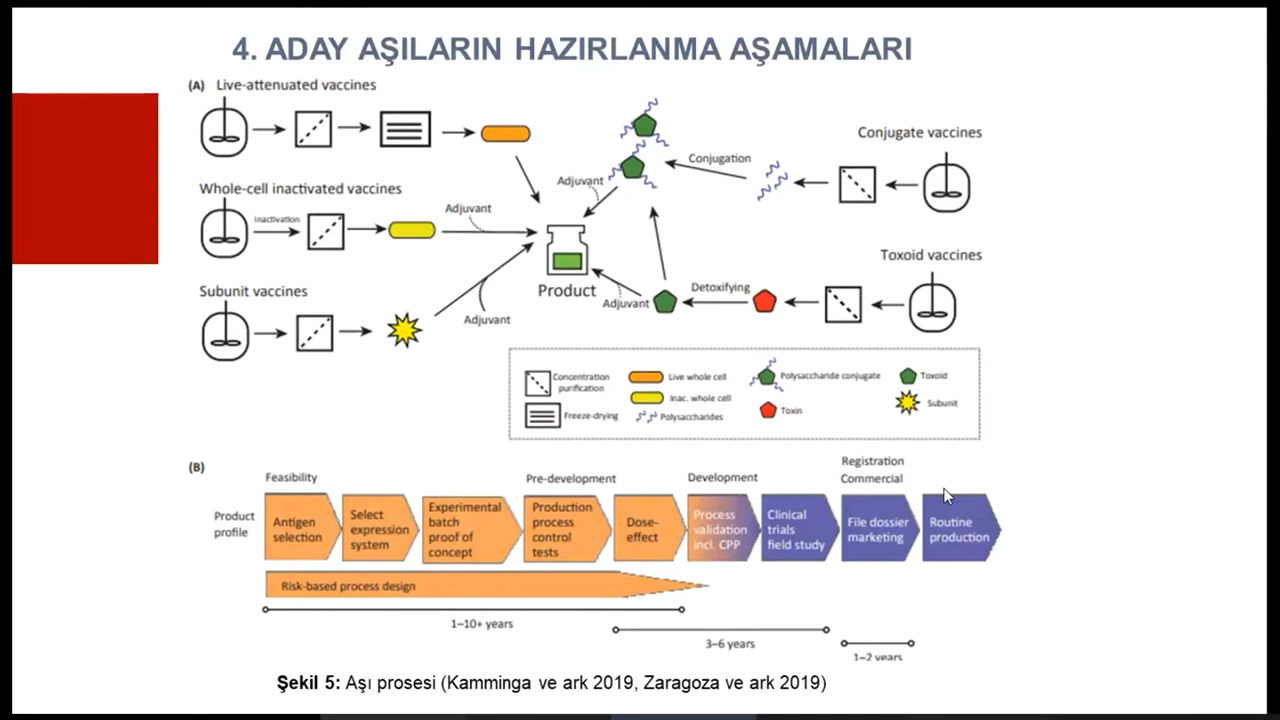 4. ADAY AŞILARIN HAZIRLANMA AŞAMALARI
(A) Live-attenuated vaccines
Whole-cell inactivated vaccines
Inactivation
Adjuvant
Subunit vaccines
Adjuvant
Product
Adjuvant
Conjugation
Conjugate vaccines
Toxoid vaccines
Detoxifying
Adjuvant
Concentration
purification
Freeze-drying
Live whole cell
Inac. whole cell
Polysaccharides
Polysaccharide conjugate
Toxin
Toxoid
Subunit
(B)
Feasibility
Pre-development
Development
Registration
Commercial
Product
profile
Antigen
selection
Select
expression
system
Experimental
batch
proof of
concept
Production
process
control
tests
Dose-
effect
Process
validation
incl. CPP
Clinical
trials
field study
File dossier
marketing
Routine
production
Risk-based process design
1–10+ years
3–6 years
1–2 years
Şekil 5: Aşı prosesi (Kamminga ve ark 2019, Zaragoza ve ark 2019)